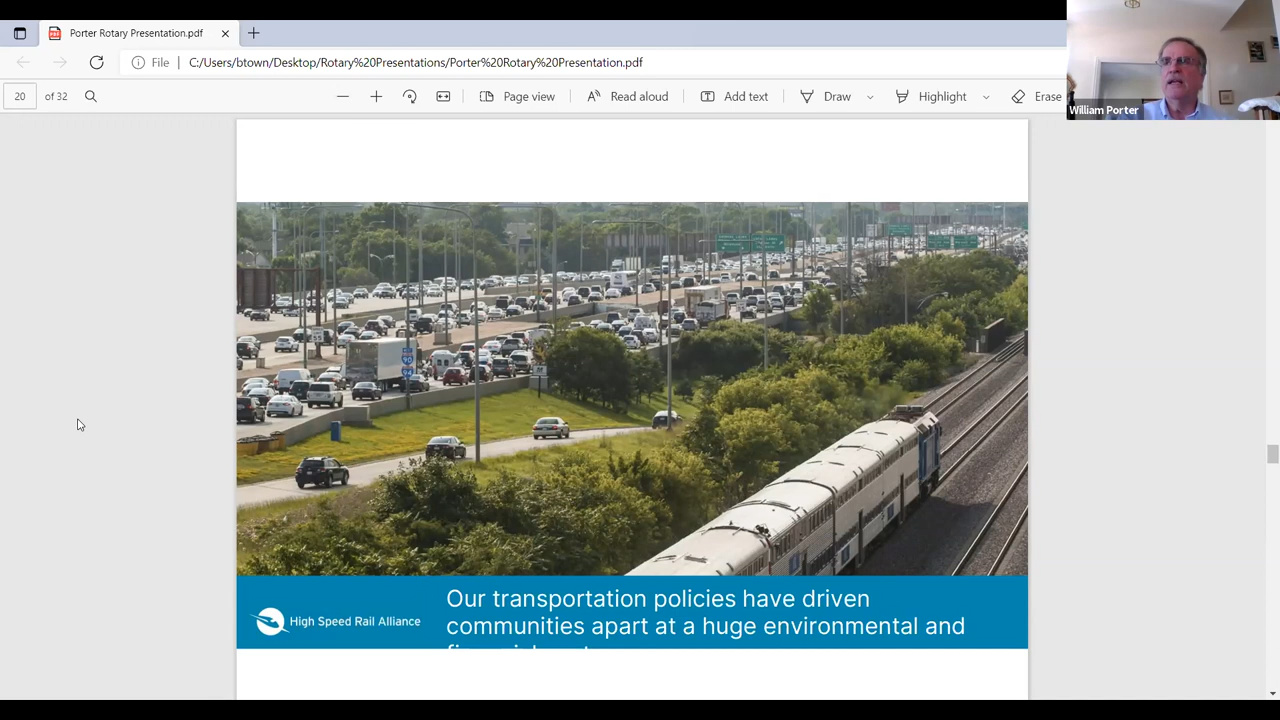 Porter Rotary Presentation.pdf
File
C:/Users/btown/Desktop/Rotary%20Presentations/Porter%20Rotary%20Presentation.pdf
20 of 32
Page view
Read aloud
Add text
Draw
Highlight
Erase
William Porter
High Speed Rail Alliance
Our transportation policies have driven
communities apart at a huge environmental and